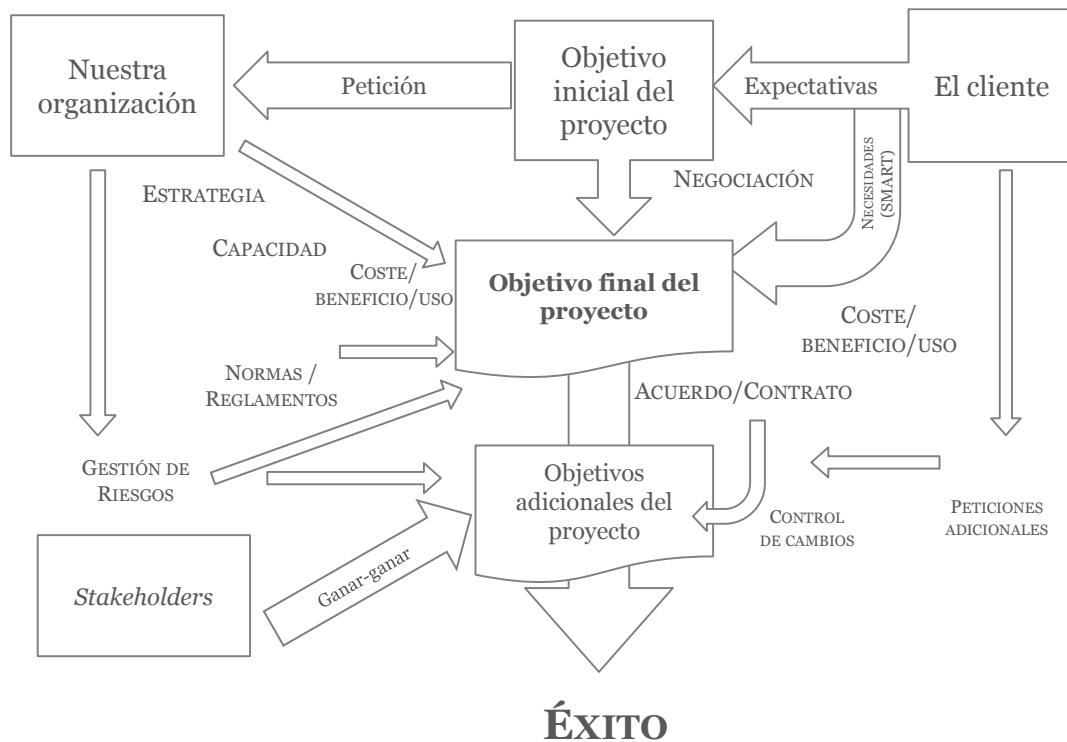 Nuestra
organización
Petición
Objetivo
inicial del
proyecto
Expectativas
El cliente
NECESIDADES
(SMART)
NEGOCIACIÓN
ESTRATEGIA
CAPACIDAD
COSTE/
BENEFICIO/USO
Objetivo final del
proyecto
COSTE/
BENEFICIO/USO
NORMAS /
REGLAMENTOS
ACUERDO/CONTRATO
GESTIÓN DE
RIESGOS
Objetivos
adicionales del
proyecto
CONTROL
DE CAMBIOS
PETICIONES
ADICIONALES
Stakeholders
Ganar-ganar
ÉXITO